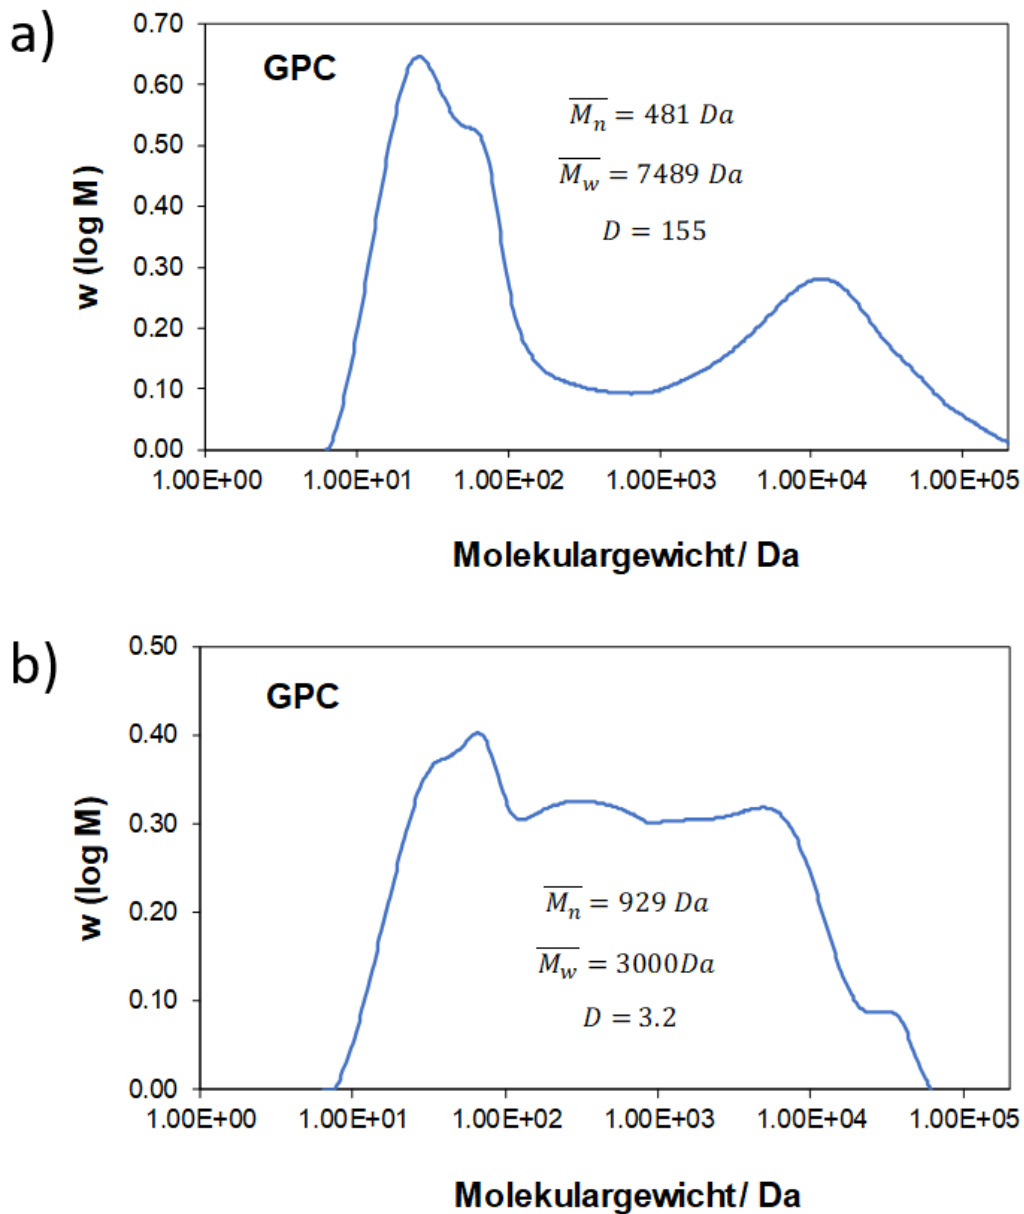 a)
0.70
0.60
0.50
0.40
0.30
0.20
0.10
0.00
w (log M)
GPC
M̅n̅ = 481 Da
M̅w̅ = 7489 Da
D = 155
1.00E+00 1.00E+01 1.00E+02 1.00E+03 1.00E+04 1.00E+05
Molekulargewicht/ Da
b)
0.50
0.40
0.30
0.20
0.10
0.00
w (log M)
GPC
M̅n̅ = 929 Da
M̅w̅ = 3000Da
D = 3.2
1.00E+00 1.00E+01 1.00E+02 1.00E+03 1.00E+04 1.00E+05
Molekulargewicht/ Da